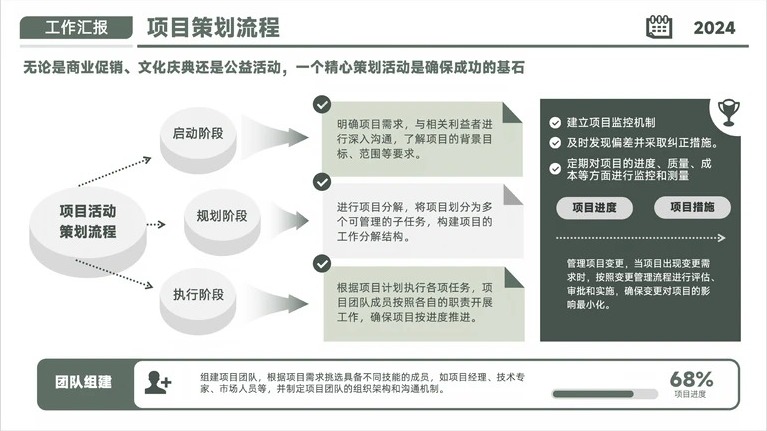 工作汇报
项目策划流程
2024
无论是商业促销、文化庆典还是公益活动，一个精心策划活动是确保成功的基石
项目活动
策划流程
启动阶段
明确项目需求，与相关利益者进
行深入沟通，了解项目的背景目
标、范围等要求。
规划阶段
进行项目分解，将项目划分为多
个可管理的子任务，构建项目的
工作分解结构。
执行阶段
根据项目计划执行各项任务，项
目团队成员按照各自的职责开展
工作，确保项目按进度推进。
建立项目监控机制
及时发现偏差并采取纠正措施。
定期对项目的进度、质量、成
本等方面进行监控和测量
项目进度
项目措施
管理项目变更，当项目出现变更需
求时，按照变更管理流程进行评估、
审批和实施，确保变更对项目的影
响最小化。
团队组建
组建项目团队，根据项目需求挑选具备不同技能的成员，如项目经理、技术专
家、市场人员等，并制定项目团队的组织架构和沟通机制。
68%
项目进度